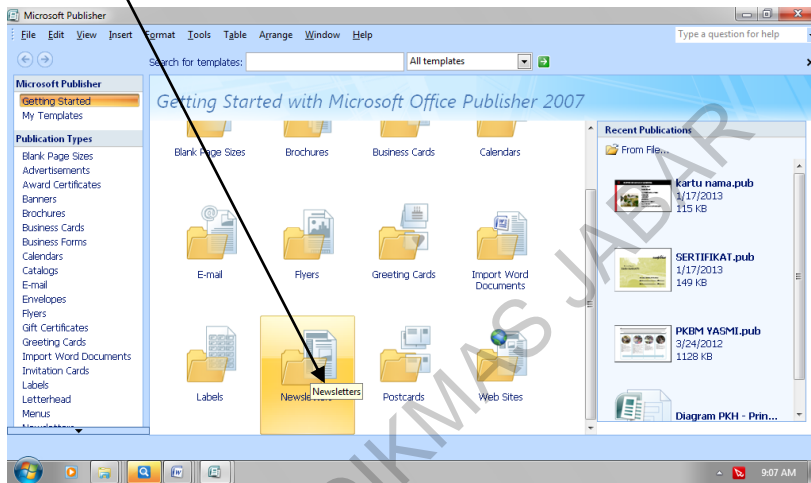 Microsoft Publisher
File Edit View Insert Format Tools Table Arrange Window Help
Type a question for help
Search for templates:
All templates
Microsoft Publisher
Getting Started
My Templates
Publication Types
Blank Page Sizes
Advertisements
Award Certificates
Banners
Brochures
Business Cards
Business Forms
Calendars
Catalogs
E-mail
Envelopes
Flyers
Gift Certificates
Greeting Cards
Import Word Documents
Invitation Cards
Labels
Letterhead
Menus
Getting Started with Microsoft Office Publisher 2007
Blank Page Sizes
Brochures
Business Cards
Calendars
E-mail
Flyers
Greeting Cards
Import Word
Documents
Labels
Newsletters
Postcards
Web Sites
Recent Publications
From File...
kartu nama.pub
1/17/2013
115 KB
SERTIFIKAT.pub
1/17/2013
149 KB
PKBM YASMI.pub
3/24/2012
1128 KB
Diagram PKH - Prin...
9:07 AM
DIKMAS JABAR